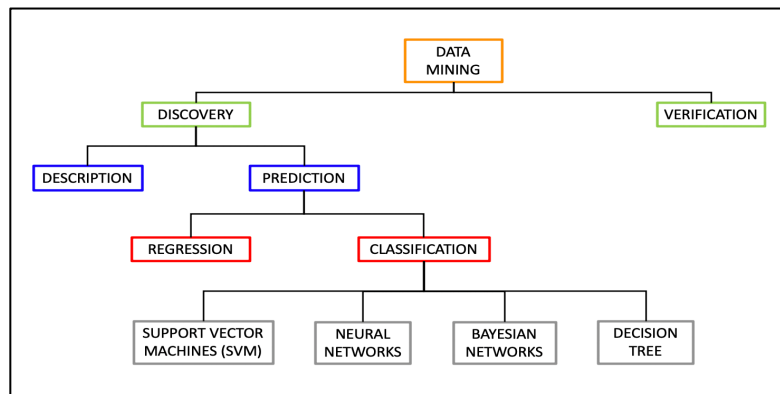 DATA
MINING
DISCOVERY
VERIFICATION
DESCRIPTION
PREDICTION
REGRESSION
CLASSIFICATION
SUPPORT VECTOR
MACHINES (SVM)
NEURAL
NETWORKS
BAYESIAN
NETWORKS
DECISION
TREE